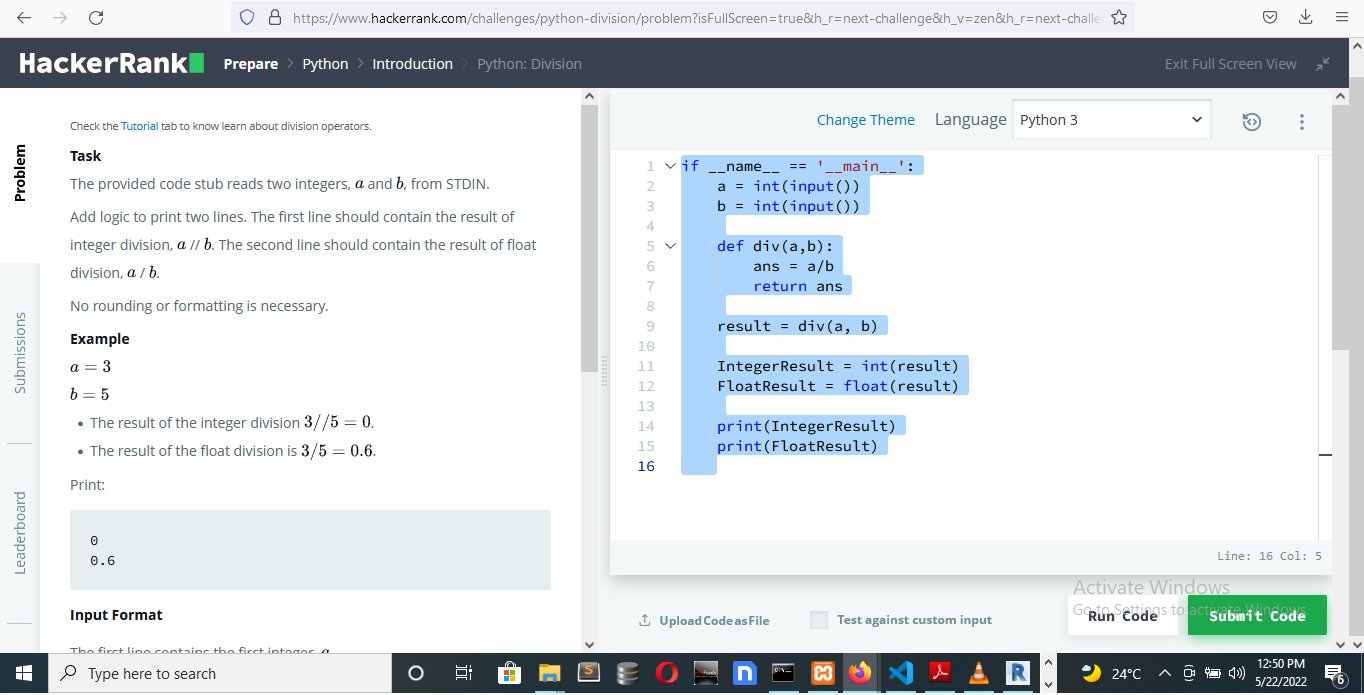 https://www.hackerrank.com/challenges/python-division/problem?isFullScreen=true&h_r=next-challenge&h_v=zen&h_r=next-challe
HackerRank
Prepare > Python > Introduction > Python: Division
Exit Full Screen View
Problem
Submissions
Leaderboard
Check the Tutorial tab to know learn about division operators.
Task
The provided code stub reads two integers, a and b, from STDIN.
Add logic to print two lines. The first line should contain the result of
integer division, a // b. The second line should contain the result of float
division, a / b.
No rounding or formatting is necessary.
Example
a = 3
b = 5
• The result of the integer division 3//5 = 0.
• The result of the float division is 3/5 = 0.6.
Print:
0
0.6
Input Format
The first line contains the first integer, a.
Change Theme Language Python 3
1 if __name__ == '__main__':
2     a = int(input())
3     b = int(input())
4
5     def div(a,b):
6         ans = a/b
7         return ans
8
9     result = div(a, b)
10
11     IntegerResult = int(result)
12     FloatResult = float(result)
13
14     print(IntegerResult)
15     print(FloatResult)
16
Line: 16 Col: 5
Activate Windows
Go to Settings to activate Windows.
Upload Code as File
Test against custom input
Run Code
Submit Code
Type here to search
24°C
12:50 PM
5/22/2022
6